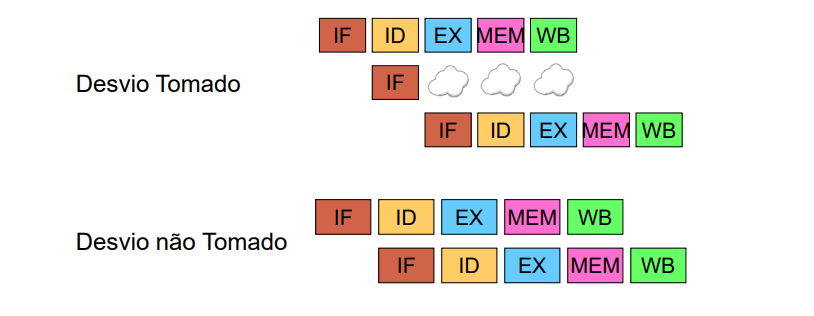 IF ID EX MEM WB
Desvio Tomado IF
IF ID EX MEM WB
IF ID EX MEM WB
Desvio não Tomado
IF ID EX MEM WB